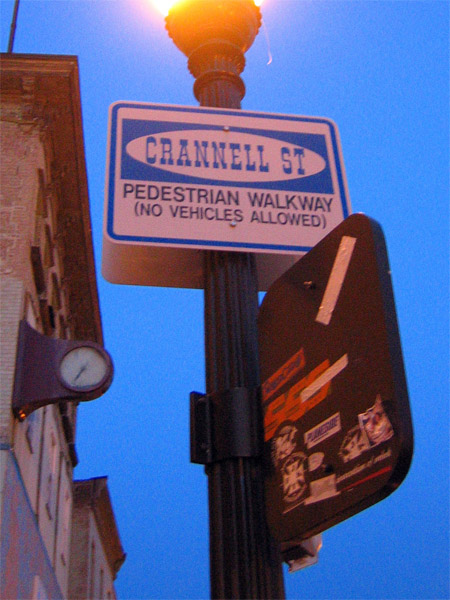 CRANNELL ST
PEDESTRIAN WALKWAY
(NO VEHICLES ALLOWED)